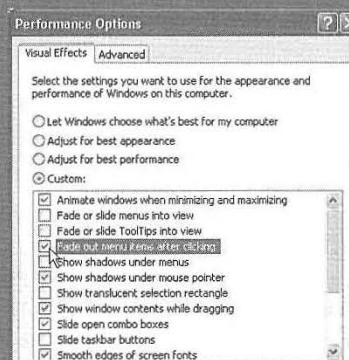 Performance Options
Visual Effects Advanced
Select the settings you want to use for the appearance and
performance of Windows on this computer.
Let Windows choose what's best for my computer
Adjust for best appearance
Adjust for best performance
Custom:
Animate windows when minimizing and maximizing
Fade or slide menus into view
Fade or slide ToolTips into view
Fade out menu items after clicking
Show shadows under menus
Show shadows under mouse pointer
Show translucent selection rectangle
Show window contents while dragging
Slide open combo boxes
Slide taskbar buttons
Smooth edges of screen fonts